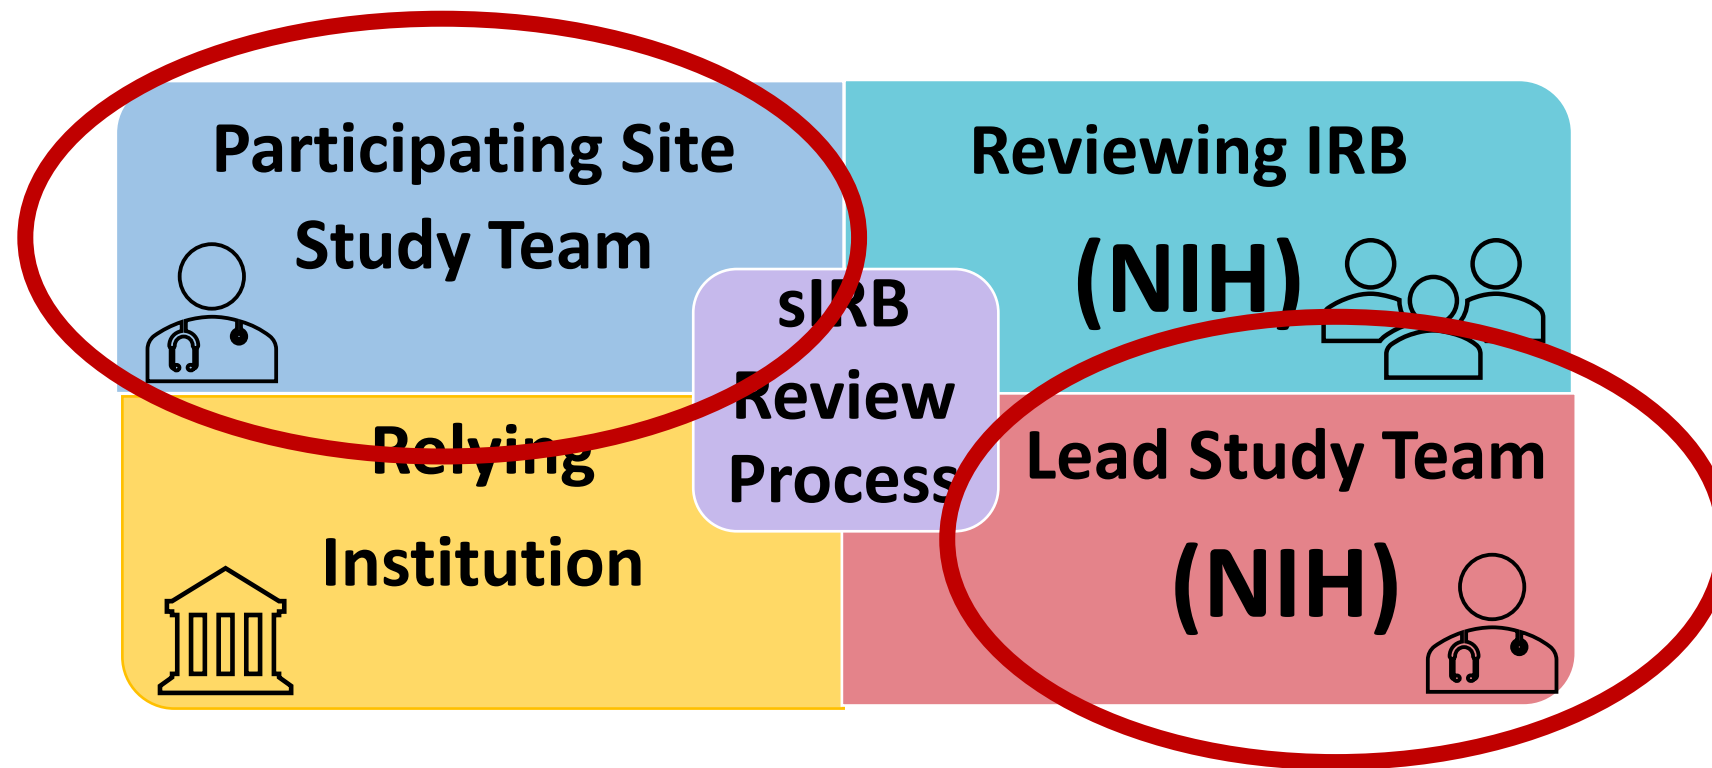 Participating Site
Study Team
Reviewing IRB
(NIH)
sIRB
Review
Process
Relying
Institution
Lead Study Team
(NIH)